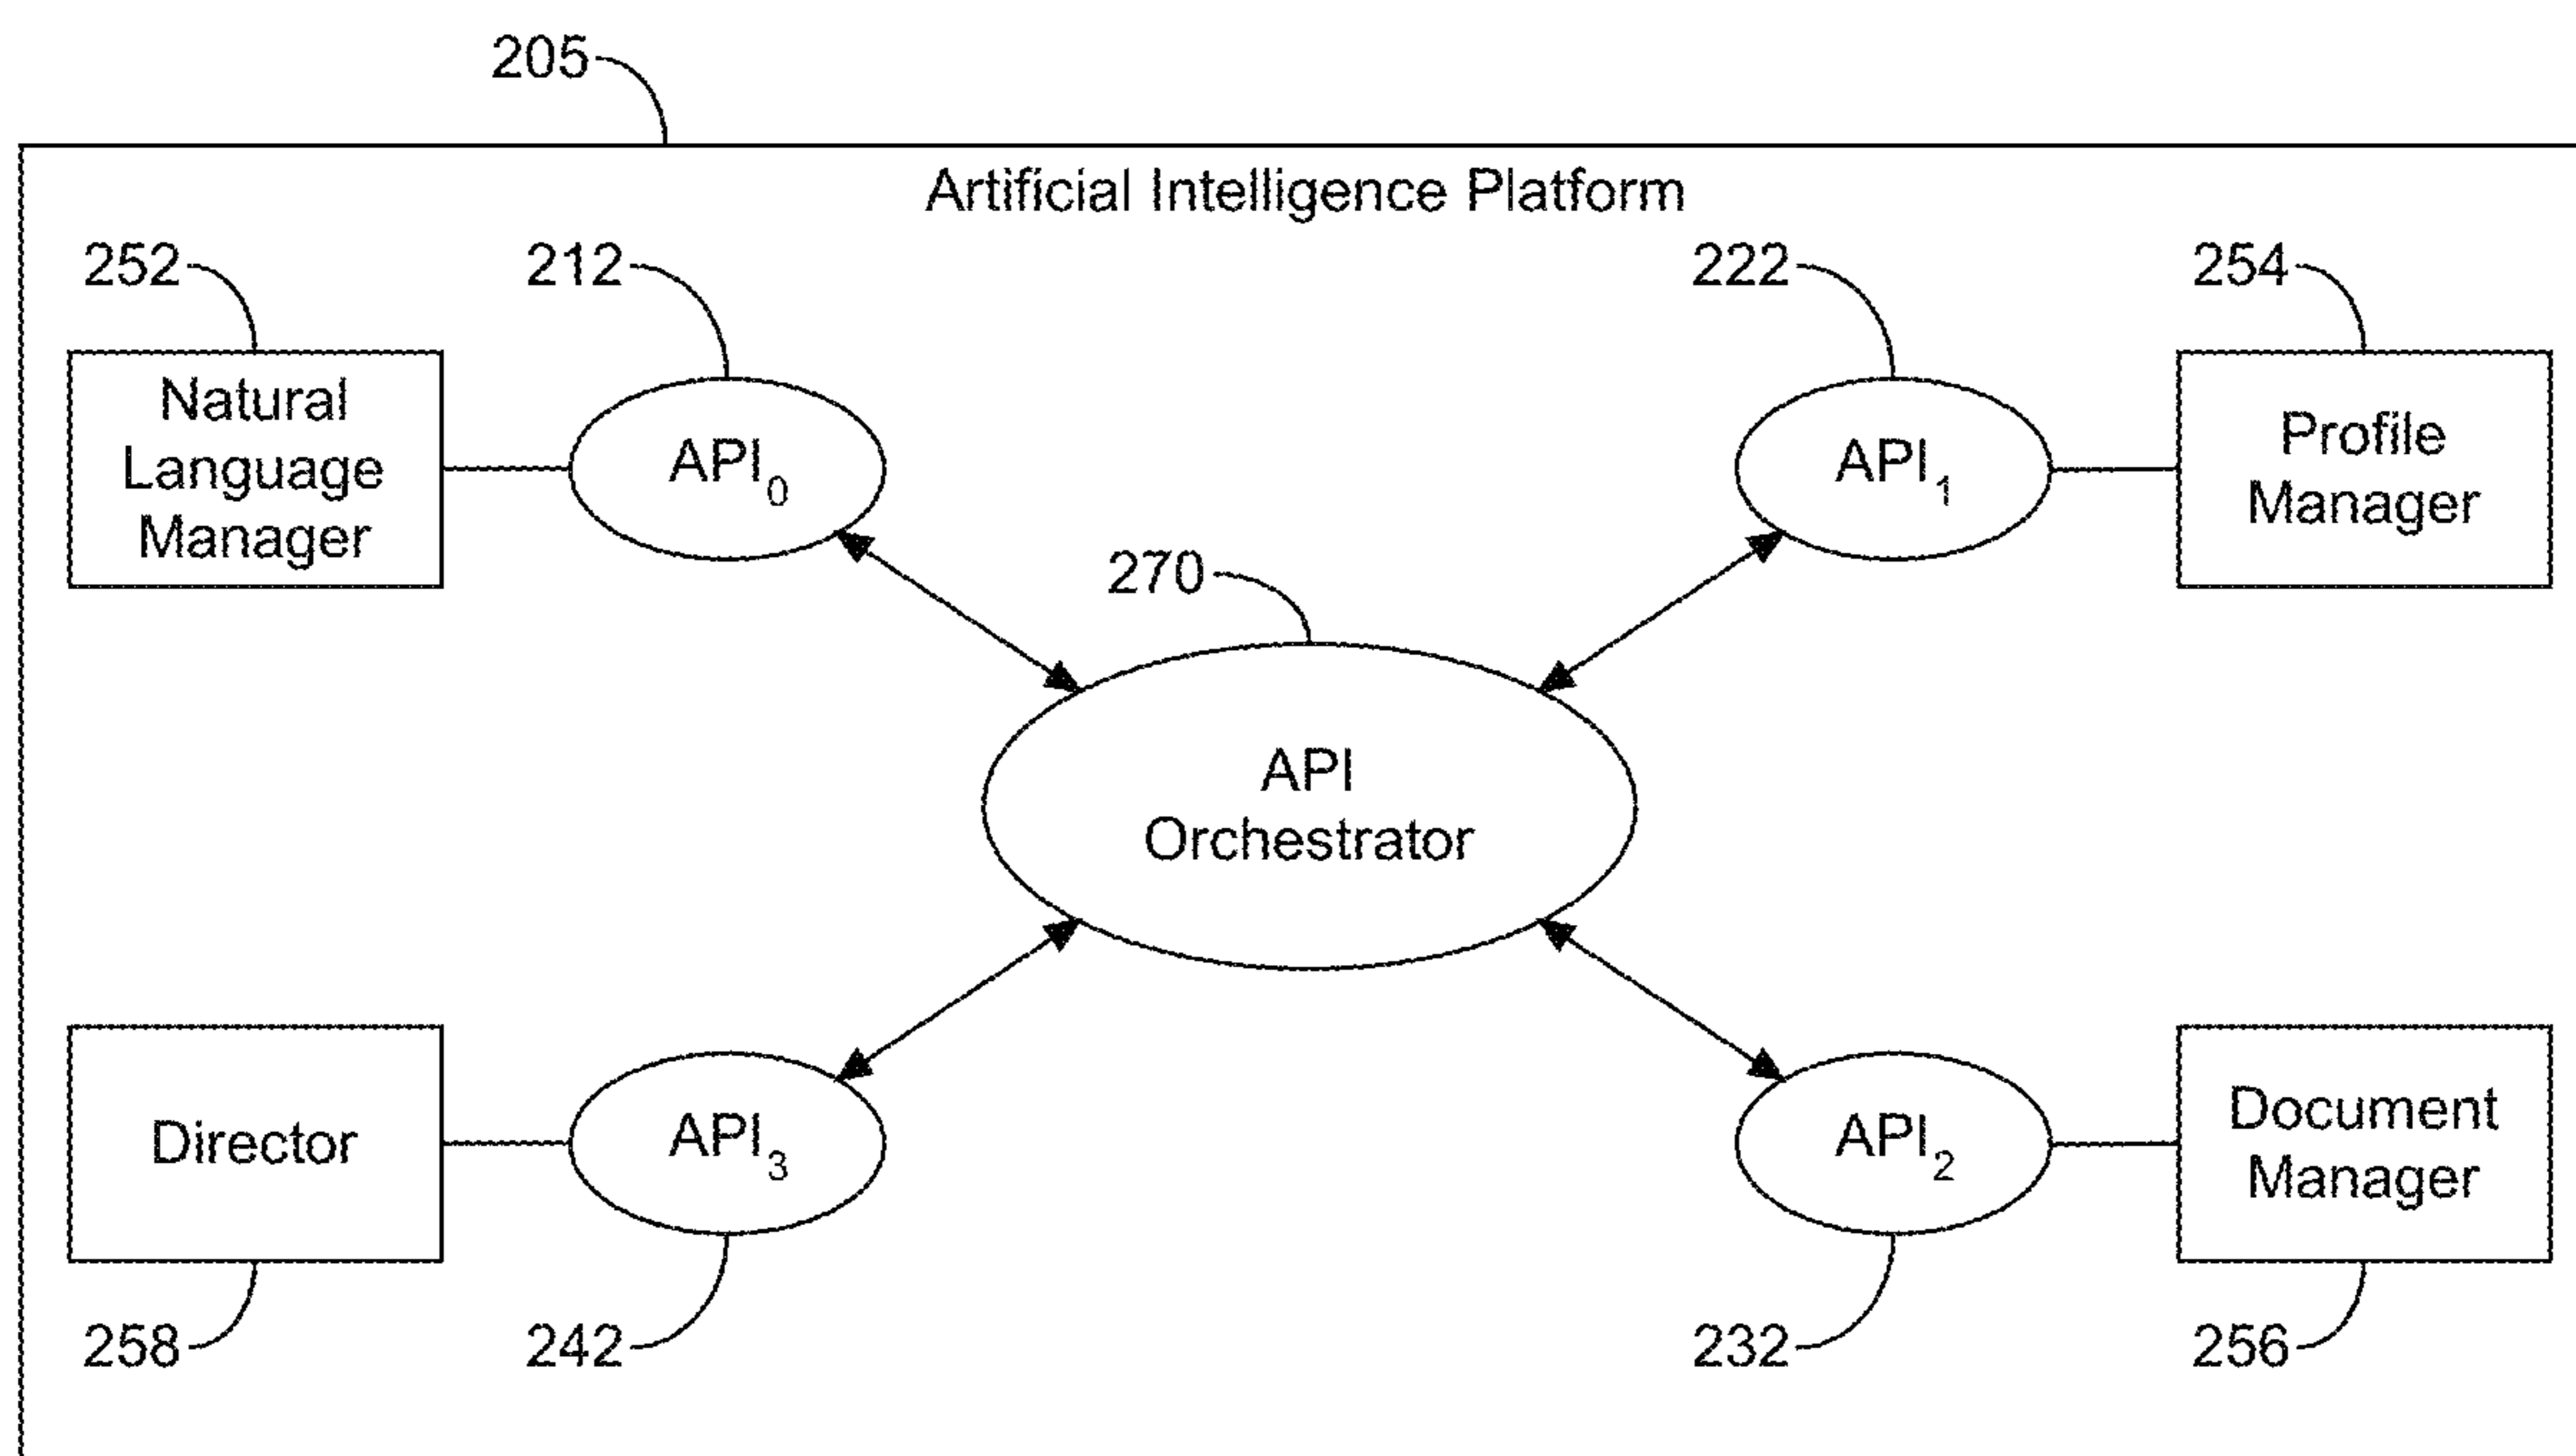 205
Artificial Intelligence Platform
252
212
222
254
Natural
Language
Manager
API₀
API₁
Profile
Manager
270
API
Orchestrator
Director
API₃
API₂
Document
Manager
258
242
232
256